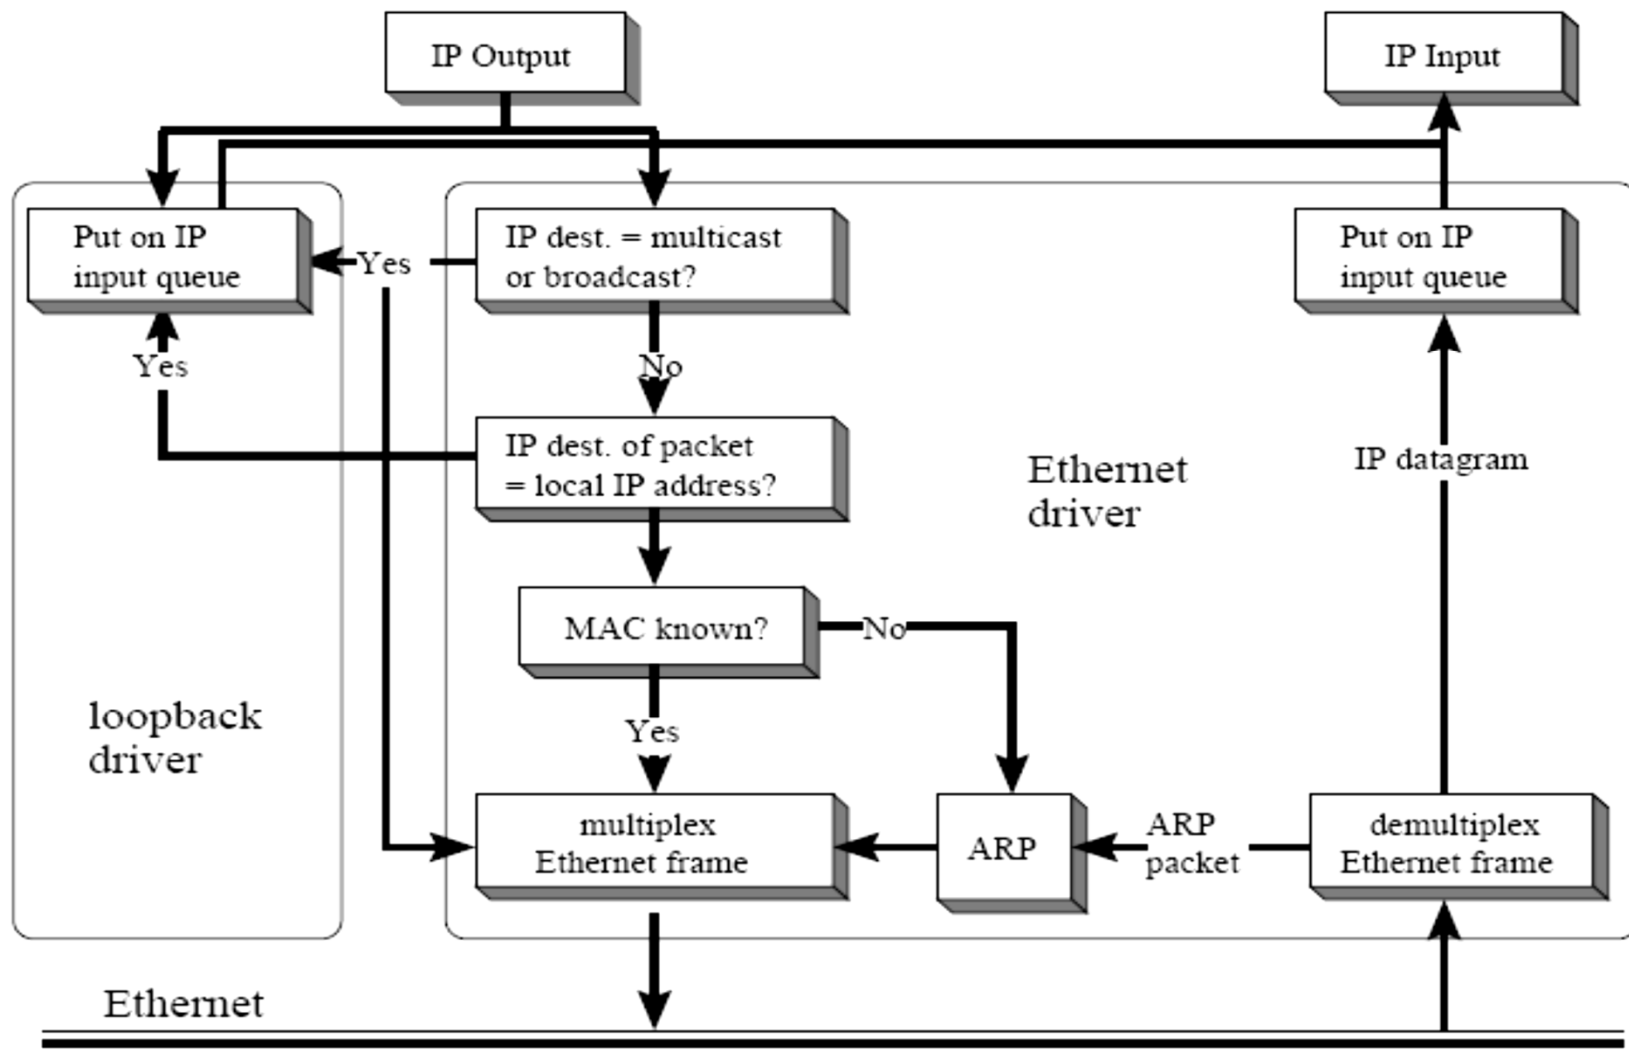 IP Output
IP Input
Put on IP
input queue
Yes
IP dest. = multicast
or broadcast?
Put on IP
input queue
Yes
No
IP dest. of packet
= local IP address?
Ethernet
driver
IP datagram
MAC known?
No
loopback
driver
Yes
multiplex
Ethernet frame
ARP
ARP
packet
demultiplex
Ethernet frame
Ethernet